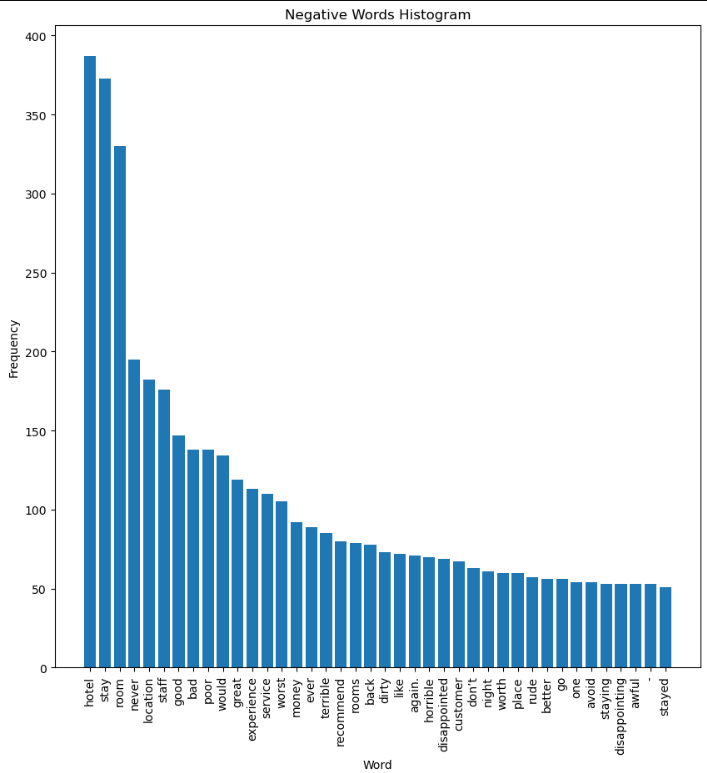 Negative Words Histogram
400
350
300
250
200
150
100
50
0
Frequency
hotel
stay
room
never
location
staff
good
bad
poor
would
great
experience
service
worst
money
ever
terrible
recommend
rooms
back
dirty
like
again.
horrible
disappointed
customer
don't
night
worth
place
rude
better
go
one
avoid
staying
disappointing
awful
-
stayed
Word